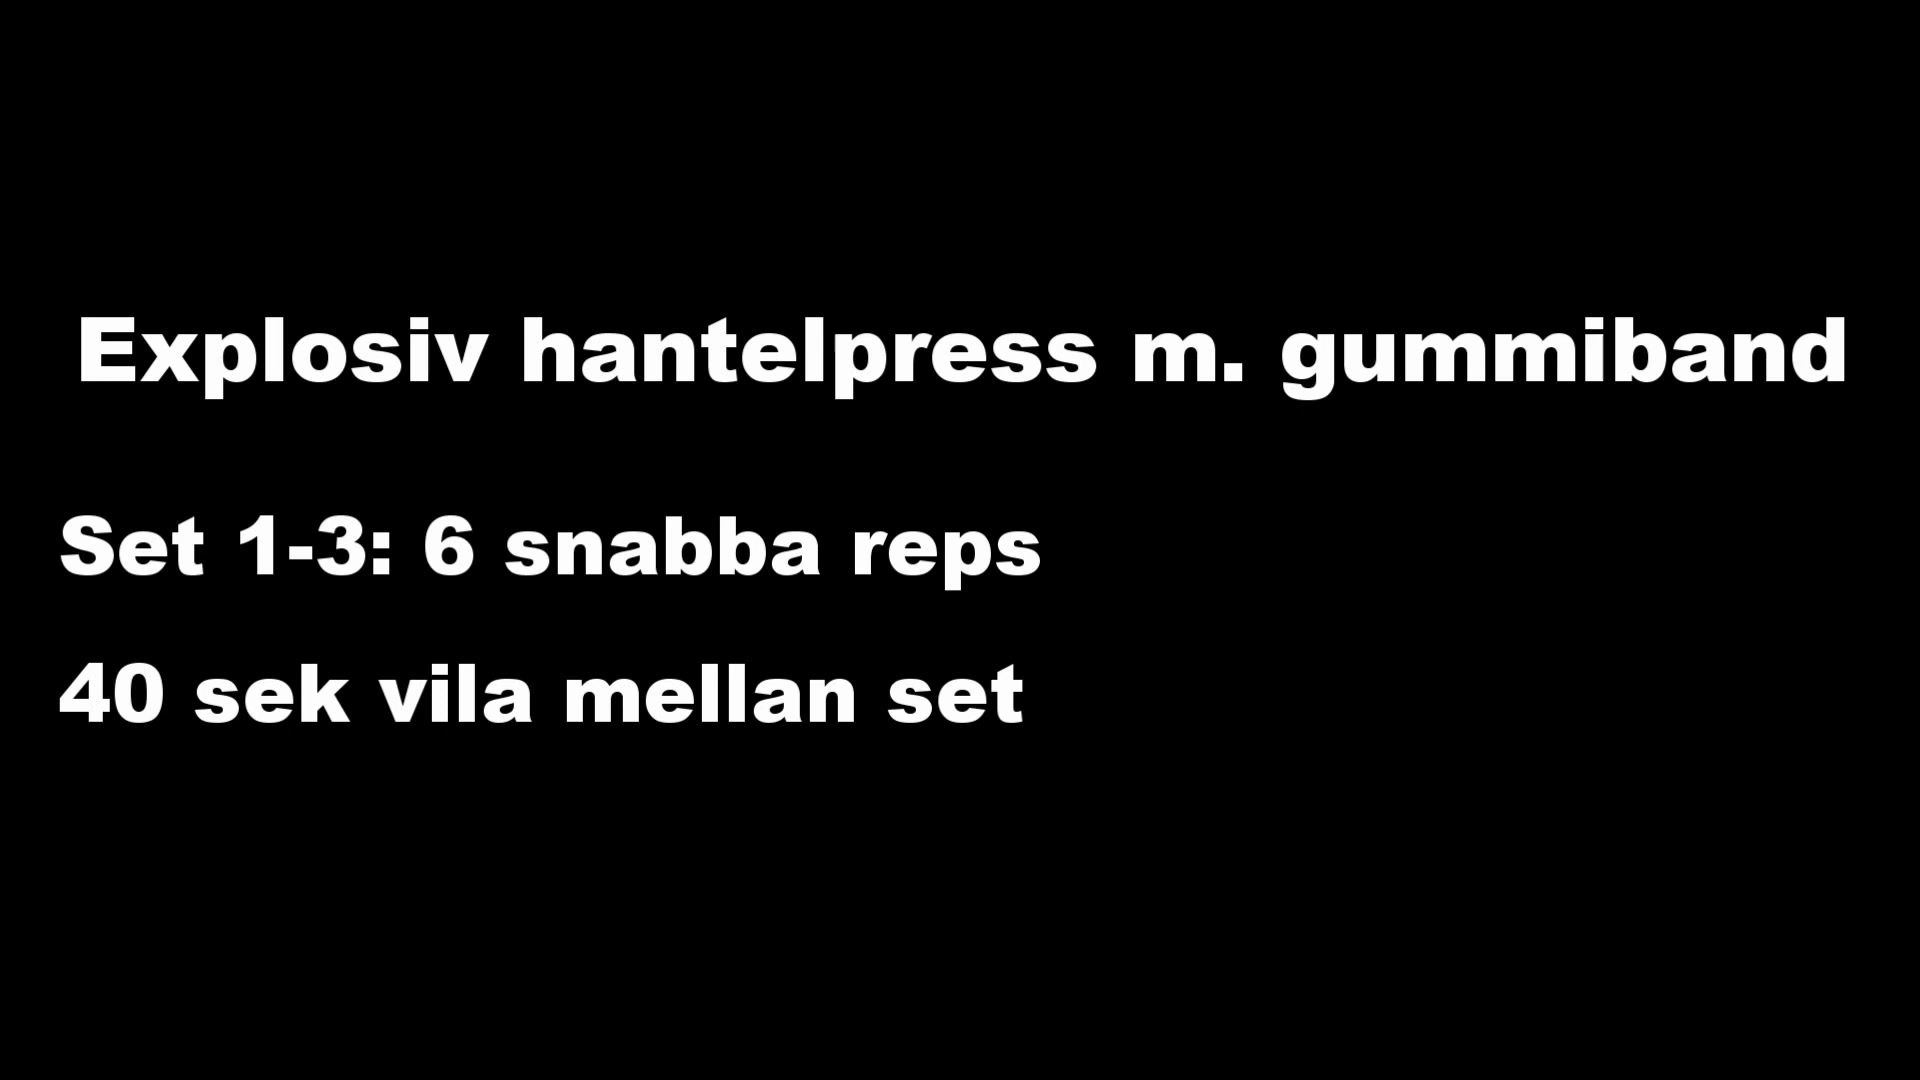 Explosiv hantelpress m. gummiband
Set 1-3: 6 snabba reps
40 sek vila mellan set